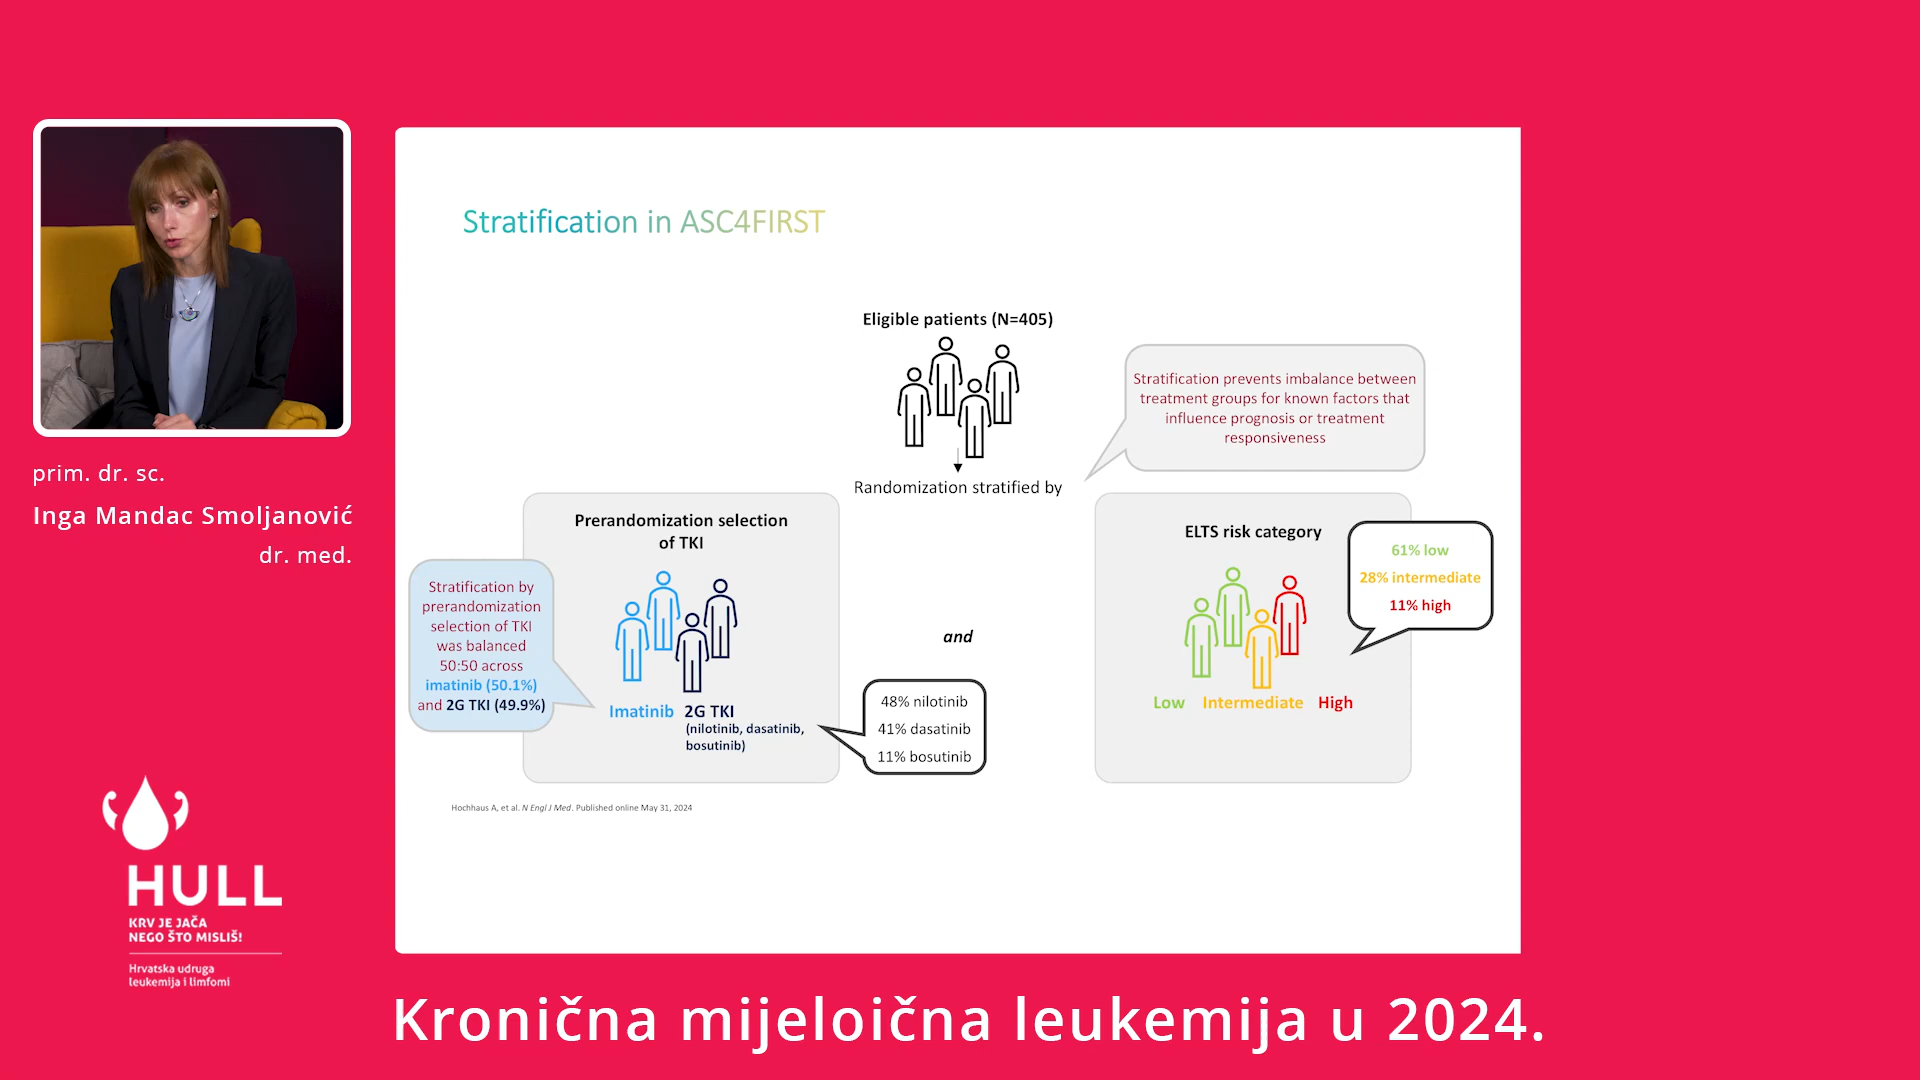 prim. dr. sc.
Inga Mandac Smoljanović
dr. med.
HULL
KRV JE JAČA
NEGO ŠTO MISLIŠ!
Hrvatska udruga
leukemija i limfomi
Stratification in ASC4FIRST
Eligible patients (N=405)
Stratification prevents imbalance between
treatment groups for known factors that
influence prognosis or treatment
responsiveness
Randomization stratified by
Prerandomization selection
of TKI
Stratification by
prerandomization
selection of TKI
was balanced
50:50 across
imatinib (50.1%)
and 2G TKI (49.9%)
Imatinib 2G TKI
(nilotinib, dasatinib,
bosutinib)
48% nilotinib
41% dasatinib
11% bosutinib
and
ELTS risk category
61% low
28% intermediate
11% high
Low Intermediate High
Hochhaus A, et al. N Engl J Med. Published online May 31, 2024
Kronična mijeloična leukemija u 2024.